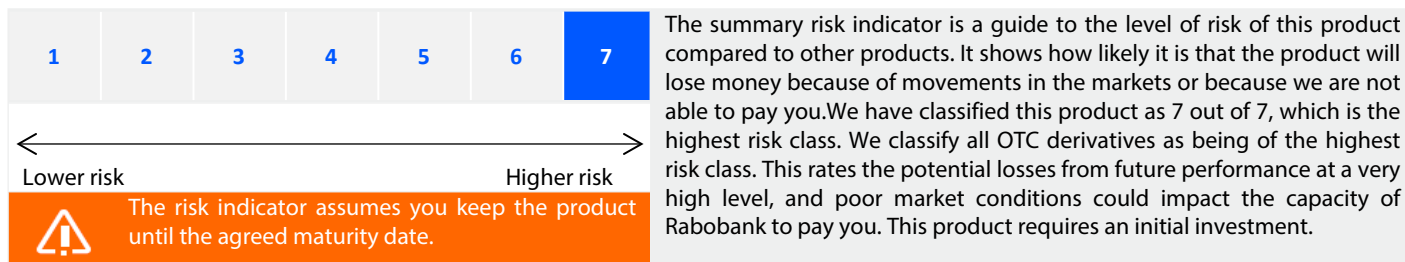 1 2 3 4 5 6 7
Lower risk Higher risk
The risk indicator assumes you keep the product
until the agreed maturity date.
The summary risk indicator is a guide to the level of risk of this product
compared to other products. It shows how likely it is that the product will
lose money because of movements in the markets or because we are not
able to pay you.We have classified this product as 7 out of 7, which is the
highest risk class. We classify all OTC derivatives as being of the highest
risk class. This rates the potential losses from future performance at a very
high level, and poor market conditions could impact the capacity of
Rabobank to pay you. This product requires an initial investment.